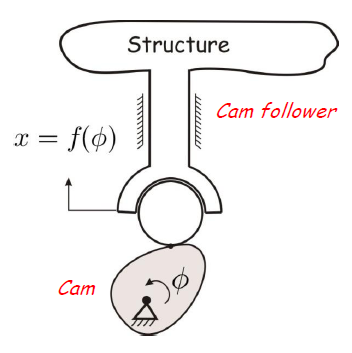 Structure
Cam follower
x = f(ϕ)
Cam
ϕ